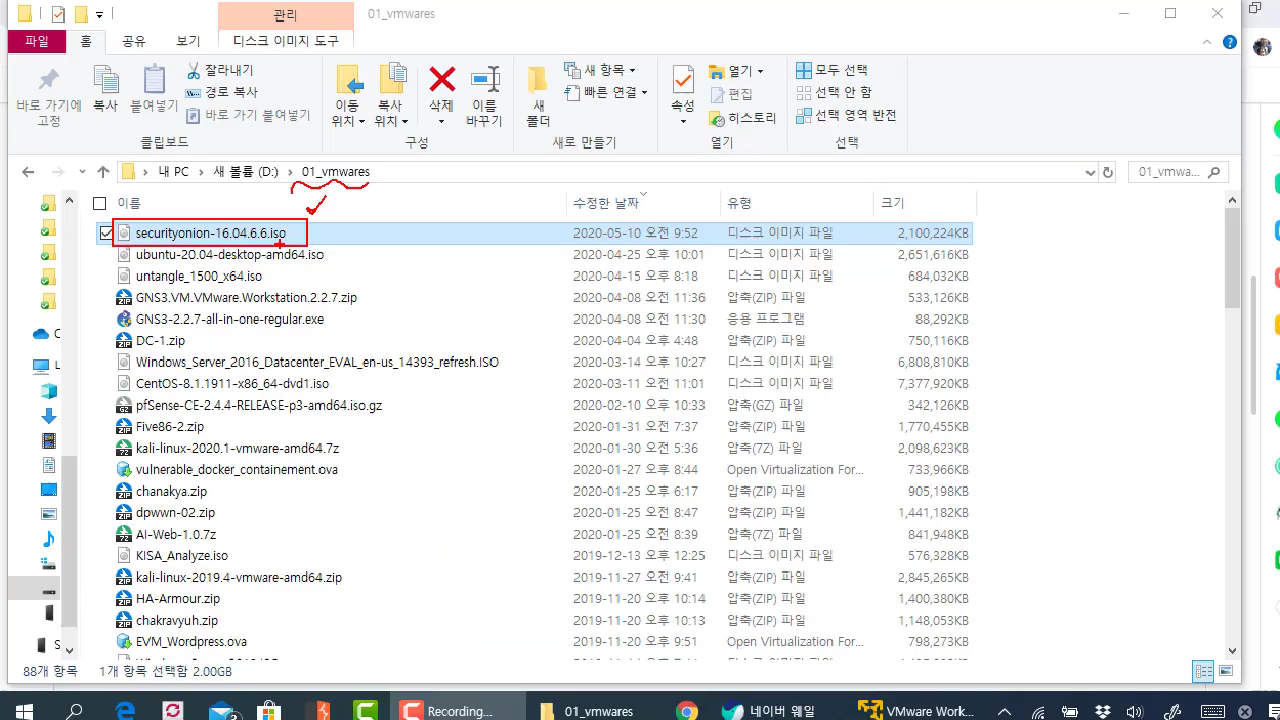 관리
01_vmwares
파일
홈
공유
보기
디스크 이미지 도구
바로 가기에 고정
복사
붙여넣기
잘라내기
경로 복사
바로 가기 붙여넣기
클립보드
이동 위치
복사 위치
삭제
이름 바꾸기
구성
새 폴더
새 항목
빠른 연결
새로 만들기
속성
열기
편집
히스토리
열기
모두 선택
선택 안 함
선택 영역 반전
선택
내 PC > 새 볼륨 (D:) > 01_vmwares
01_vmwa...
이름 수정한 날짜 유형 크기
securityonion-16.04.6.6.iso 2020-05-10 오전 9:52 디스크 이미지 파일 2,100,224KB
ubuntu-20.04-desktop-amd64.iso 2020-04-25 오후 10:01 디스크 이미지 파일 2,651,616KB
untangle_1500_x64.iso 2020-04-15 오후 8:18 디스크 이미지 파일 684,032KB
GNS3.VM.VMware.Workstation.2.2.7.zip 2020-04-08 오전 11:36 압축(ZIP) 파일 533,126KB
GNS3-2.2.7-all-in-one-regular.exe 2020-04-08 오전 11:30 응용 프로그램 88,292KB
DC-1.zip 2020-04-04 오후 4:48 압축(ZIP) 파일 750,116KB
Windows_Server_2016_Datacenter_EVAL_en-us_14393_refresh.ISO 2020-03-14 오후 10:27 디스크 이미지 파일 6,808,810KB
CentOS-8.1.1911-x86_64-dvd1.iso 2020-03-11 오전 11:01 디스크 이미지 파일 7,377,920KB
pfSense-CE-2.4.4-RELEASE-p3-amd64.iso.gz 2020-02-10 오후 10:33 압축(GZ) 파일 342,126KB
Five86-2.zip 2020-01-31 오후 7:37 압축(ZIP) 파일 1,770,455KB
kali-linux-2020.1-vmware-amd64.7z 2020-01-30 오후 5:36 압축(7Z) 파일 2,098,623KB
vulnerable_docker_containement.ova 2020-01-27 오후 8:44 Open Virtualization For... 733,966KB
chanakya.zip 2020-01-25 오후 6:17 압축(ZIP) 파일 905,198KB
dpwwn-02.zip 2020-01-25 오후 8:47 압축(ZIP) 파일 1,441,182KB
AI-Web-1.0.7z 2020-01-25 오후 8:39 압축(7Z) 파일 841,948KB
KISA_Analyze.iso 2019-12-13 오후 12:25 디스크 이미지 파일 576,328KB
kali-linux-2019.4-vmware-amd64.zip 2019-11-27 오전 9:41 압축(ZIP) 파일 2,845,265KB
HA-Armour.zip 2019-11-20 오후 10:14 압축(ZIP) 파일 1,400,380KB
chakravyuh.zip 2019-11-20 오후 10:13 압축(ZIP) 파일 1,148,053KB
EVM_Wordpress.ova 2019-11-20 오후 9:51 Open Virtualization For... 798,273KB
88개 항목 1개 항목 선택함 2.00GB
Recording...
01_vmwares
네이버 웨일
VMware Work...